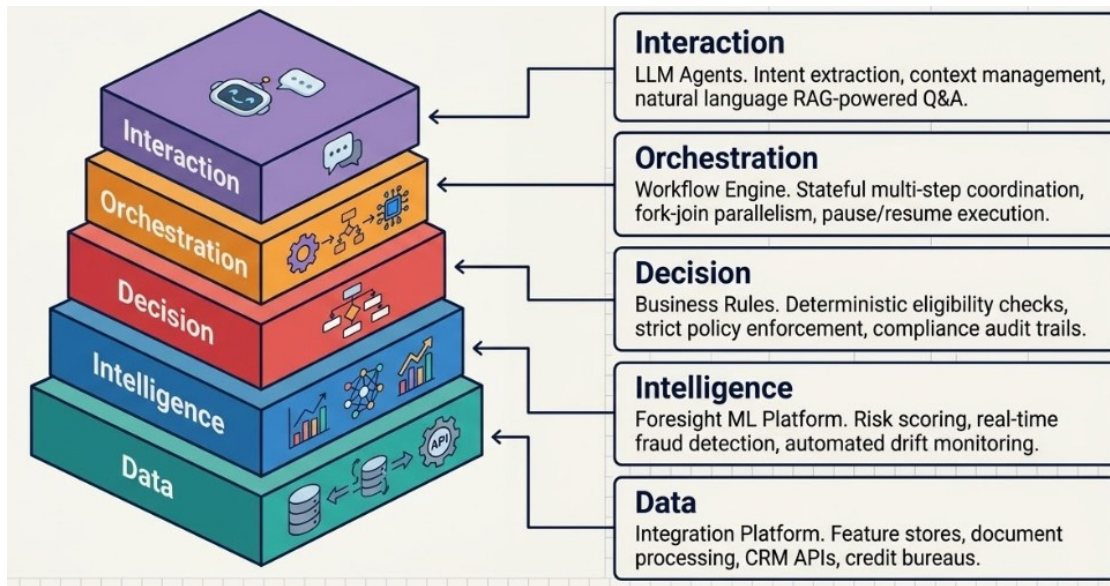 Interaction
Orchestration
Decision
Intelligence
Data
API
Interaction
LLM Agents. Intent extraction, context management,
natural language RAG-powered Q&A.
Orchestration
Workflow Engine. Stateful multi-step coordination,
fork-join parallelism, pause/resume execution.
Decision
Business Rules. Deterministic eligibility checks,
strict policy enforcement, compliance audit trails.
Intelligence
Foresight ML Platform. Risk scoring, real-time
fraud detection, automated drift monitoring.
Data
Integration Platform. Feature stores, document
processing, CRM APIs, credit bureaus.